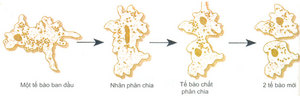 Một tế bào ban đầu
Nhân phân chia
Tế bào chất
phân chia
2 tế bào mới